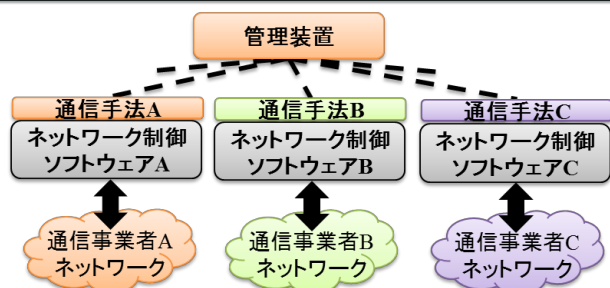 管理装置
通信手法A
通信手法B
通信手法C
ネットワーク制御
ソフトウェアA
ネットワーク制御
ソフトウェアB
ネットワーク制御
ソフトウェアC
通信事業者A
ネットワーク
通信事業者B
ネットワーク
通信事業者C
ネットワーク